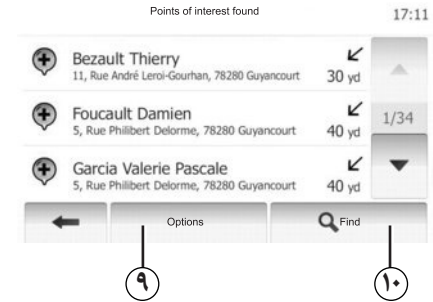 Points of interest found 17:11
Bezault Thierry
11, Rue André Leroi-Gourhan, 78280 Guyancourt 30 yd
Foucault Damien
5, Rue Philibert Delorme, 78280 Guyancourt 40 yd
1/34
Garcia Valerie Pascale
5, Rue Philibert Delorme, 78280 Guyancourt 40 yd
Options Find
٩ ١٠